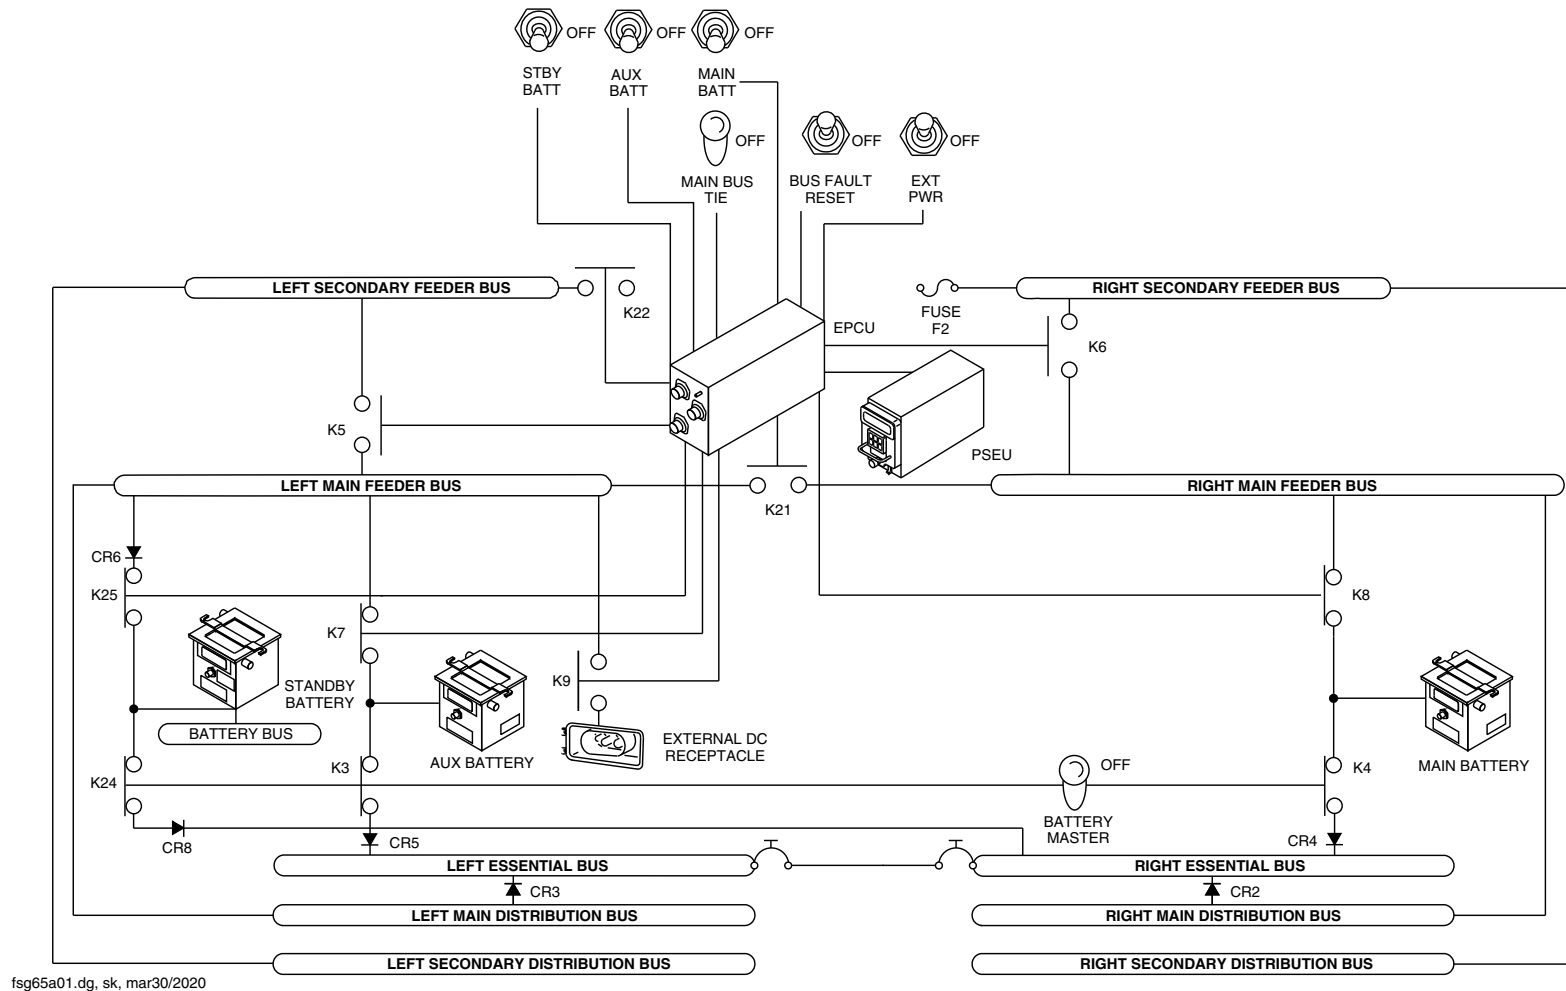 OFF
OFF
OFF
STBY
BATT
AUX
BATT
MAIN
BATT
OFF
OFF
OFF
MAIN BUS
TIE
BUS FAULT
RESET
EXT
PWR
LEFT SECONDARY FEEDER BUS
K22
FUSE
F2
RIGHT SECONDARY FEEDER BUS
EPCU
K6
K5
PSEU
LEFT MAIN FEEDER BUS
K21
RIGHT MAIN FEEDER BUS
CR6
K25
K8
K7
STANDBY
BATTERY
K9
BATTERY BUS
EXTERNAL DC
RECEPTACLE
AUX BATTERY
K24
K3
OFF
K4
MAIN BATTERY
BATTERY
MASTER
CR8
CR5
CR4
LEFT ESSENTIAL BUS
RIGHT ESSENTIAL BUS
CR3
CR2
LEFT MAIN DISTRIBUTION BUS
RIGHT MAIN DISTRIBUTION BUS
LEFT SECONDARY DISTRIBUTION BUS
RIGHT SECONDARY DISTRIBUTION BUS
fsg65a01.dg, sk, mar30/2020